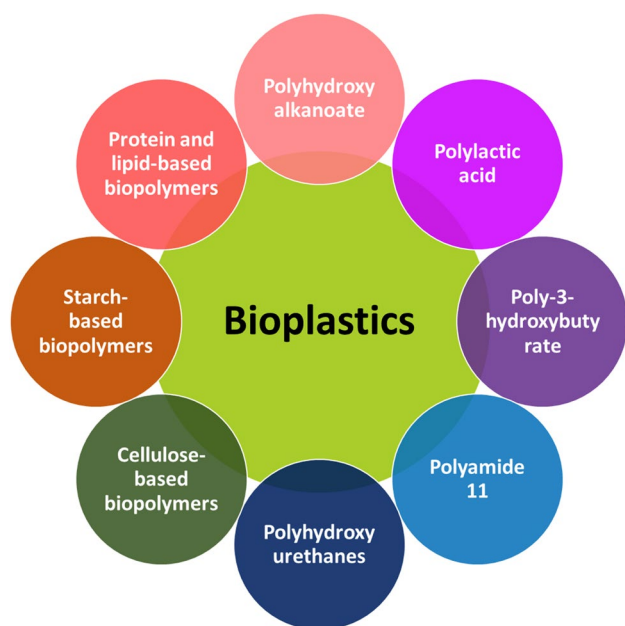 Polyhydroxy
alkanoate
Polylactic
acid
Poly-3-
hydroxybuty
rate
Polyamide
11
Polyhydroxy
urethanes
Cellulose-
based
biopolymers
Starch-
based
biopolymers
Protein and
lipid-based
biopolymers
Bioplastics